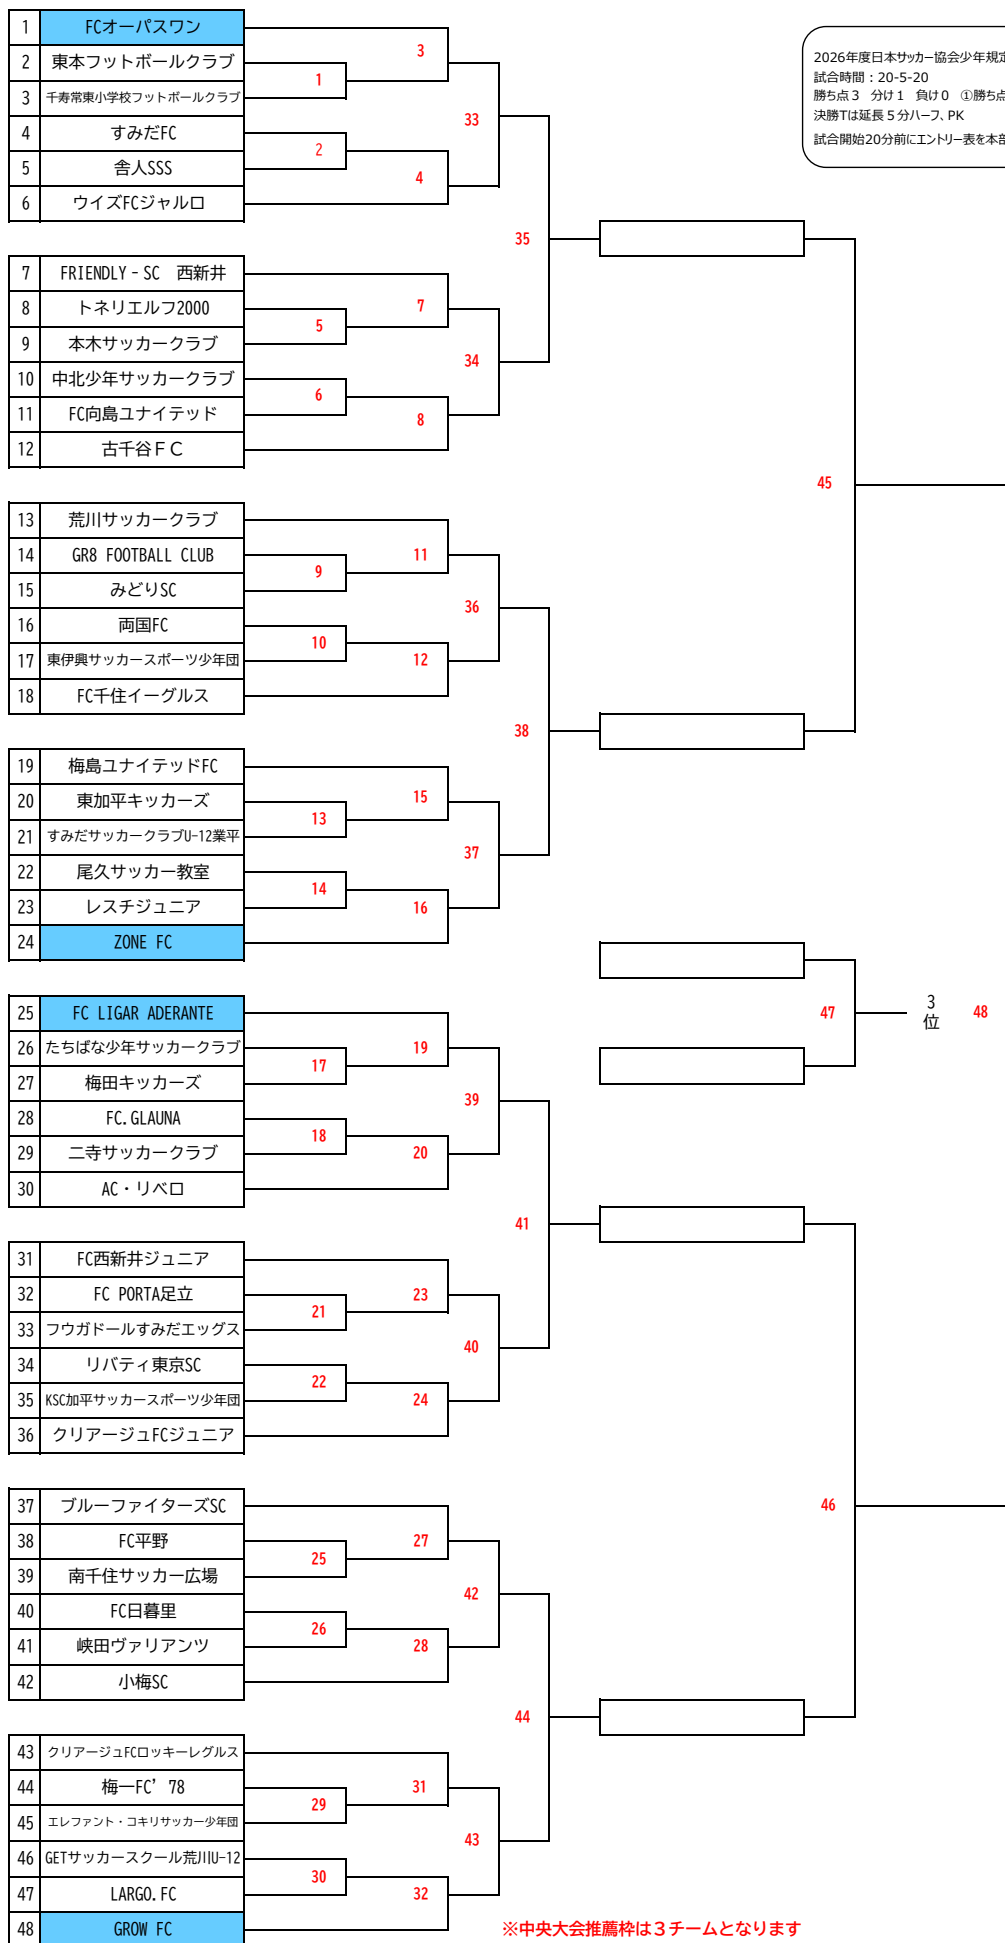 1 FCオーパスワン
2 東本フットボールクラブ
3 千寿常東小学校フットボールクラブ
4 すみだFC
5 舎人SSS
6 ウイズFCジャルロ
3
1
2
4
33
35
2026年度日本サッカー協会少年規定
試合時間:20-5-20
勝ち点3 分け1 負け0 ①勝ち点
決勝Tは延長5分ハーフ、PK
試合開始20分前にエントリー表を本部
7 FRIENDLY-SC 西新井
8 トネリエルフ2000
9 本木サッカークラブ
10 中北少年サッカークラブ
11 FC向島ユナイテッド
12 古千谷FC
7
5
6
8
34
45
13 荒川サッカークラブ
14 GR8 FOOTBALL CLUB
15 みどりSC
16 両国FC
17 東伊興サッカースポーツ少年団
18 FC千住イーグルス
11
9
10
12
36
38
19 梅島ユナイテッドFC
20 東加平キッカーズ
21 すみだサッカークラブU-12業平
22 尾久サッカー教室
23 レスチジュニア
24 ZONE FC
15
13
14
16
37
47
3位
48
25 FC LIGAR ADERANTE
26 たちばな少年サッカークラブ
27 梅田キッカーズ
28 FC.GLAUNA
29 二寺サッカークラブ
30 AC・リベロ
19
17
18
20
39
41
31 FC西新井ジュニア
32 FC PORTA足立
33 フウガドールすみだエッグス
34 リバティ東京SC
35 KSC加平サッカースポーツ少年団
36 クリアージュFCジュニア
23
21
22
24
40
46
37 ブルーファイターズSC
38 FC平野
39 南千住サッカー広場
40 FC日暮里
41 峡田ヴァリアンツ
42 小梅SC
27
25
26
28
42
44
43 クリアージュFCロッキーレグルス
44 梅一FC’78
45 エレファント・コキリサッカー少年団
46 GETサッカースクール荒川U-12
47 LARGO.FC
48 GROW FC
31
29
30
32
43
※中央大会推薦枠は3チームとなります